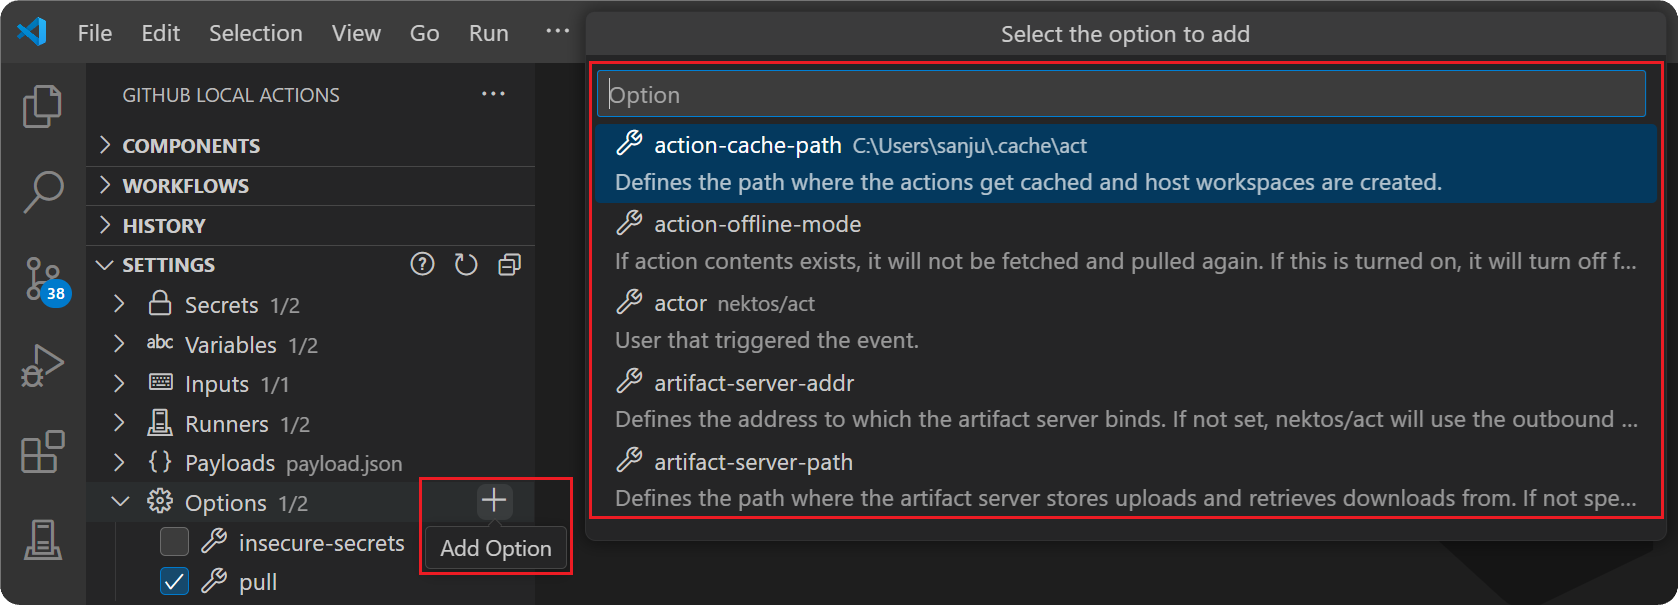 File Edit Selection View Go Run ···
Select the option to add
GITHUB LOCAL ACTIONS ···
COMPONENTS
WORKFLOWS
HISTORY
SETTINGS
Secrets 1/2
abc Variables 1/2
Inputs 1/1
Runners 1/2
{} Payloads payload.json
Options 1/2
insecure-secrets
pull
38
Add Option
Option
action-cache-path C:\Users\sanju\.cache\act
Defines the path where the actions get cached and host workspaces are created.
action-offline-mode
If action contents exists, it will not be fetched and pulled again. If this is turned on, it will turn off f...
actor nektos/act
User that triggered the event.
artifact-server-addr
Defines the address to which the artifact server binds. If not set, nektos/act will use the outbound ...
artifact-server-path
Defines the path where the artifact server stores uploads and retrieves downloads from. If not spe...